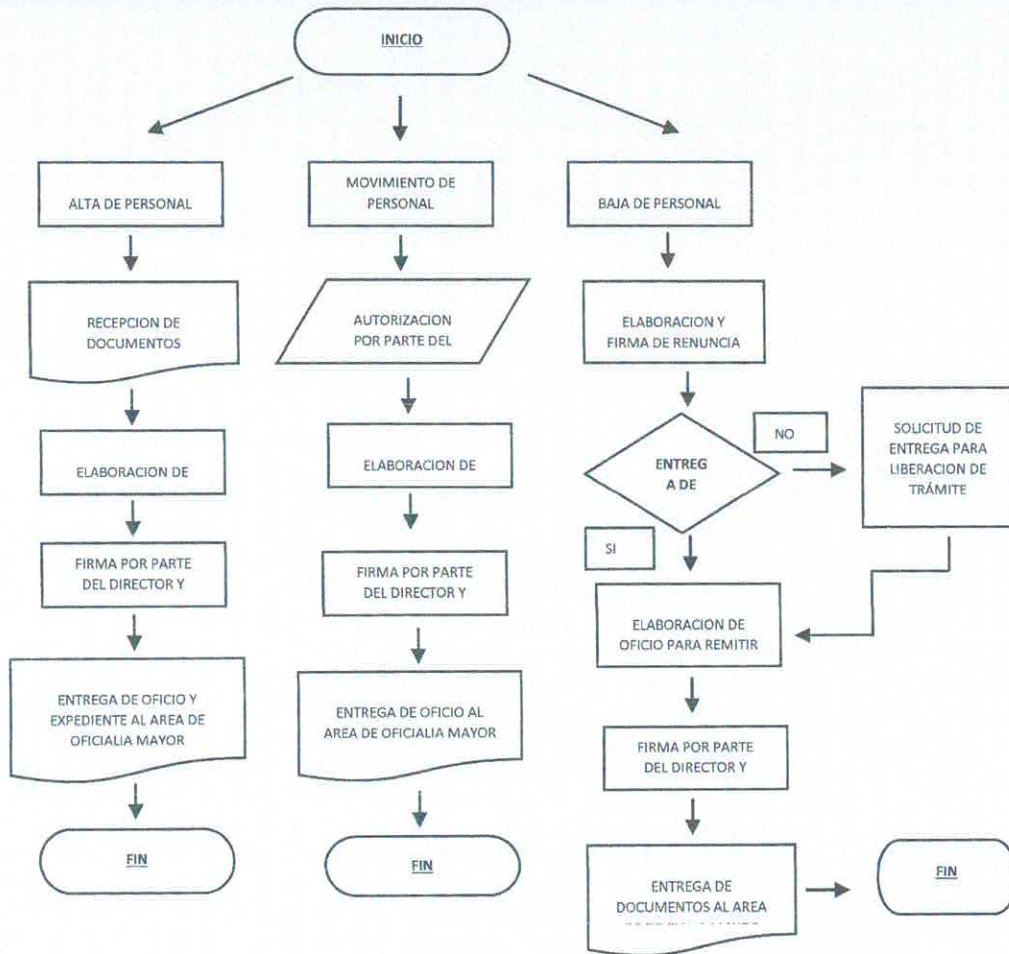 INICIO
ALTA DE PERSONAL
RECEPCION DE
DOCUMENTOS
ELABORACION DE
FIRMA POR PARTE
DEL DIRECTOR Y
ENTREGA DE OFICIO Y
EXPEDIENTE AL AREA DE
OFICIALIA MAYOR
FIN
MOVIMIENTO DE
PERSONAL
AUTORIZACION
POR PARTE DEL
ELABORACION DE
FIRMA POR PARTE
DEL DIRECTOR Y
ENTREGA DE OFICIO AL
AREA DE OFICIALIA MAYOR
FIN
BAJA DE PERSONAL
ELABORACION Y
FIRMA DE RENUNCIA
ENTREG
A DE
NO
SOLICITUD DE
ENTREGA PARA
LIBERACION DE
TRÁMITE
SI
ELABORACION DE
OFICIO PARA REMITIR
FIRMA POR PARTE
DEL DIRECTOR Y
ENTREGA DE
DOCUMENTOS AL AREA
FIN